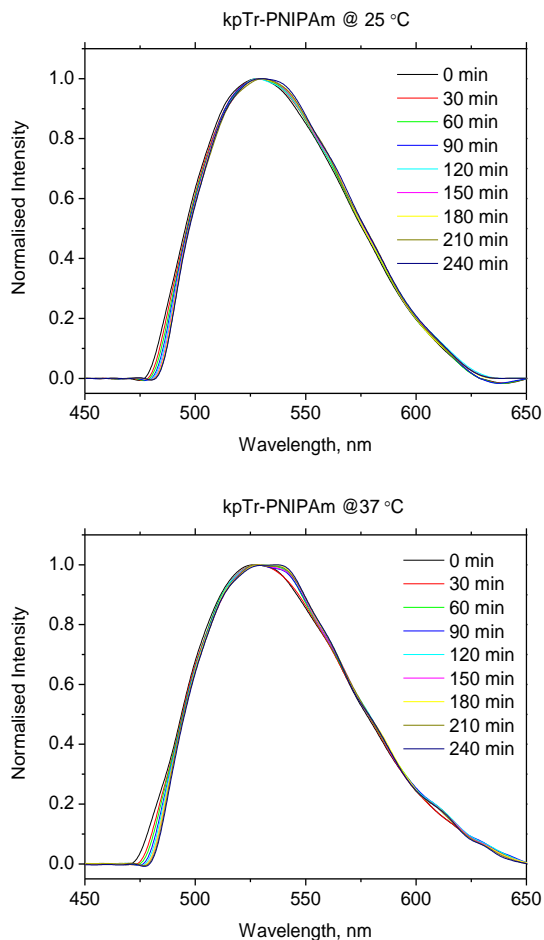 kpTr-PNIPAm @ 25 °C
Normalised Intensity
1.0
0.8
0.6
0.4
0.2
0.0
0 min
30 min
60 min
90 min
120 min
150 min
180 min
210 min
240 min
450 500 550 600 650
Wavelength, nm
kpTr-PNIPAm @37 °C
Normalised Intensity
1.0
0.8
0.6
0.4
0.2
0.0
0 min
30 min
60 min
90 min
120 min
150 min
180 min
210 min
240 min
450 500 550 600 650
Wavelength, nm